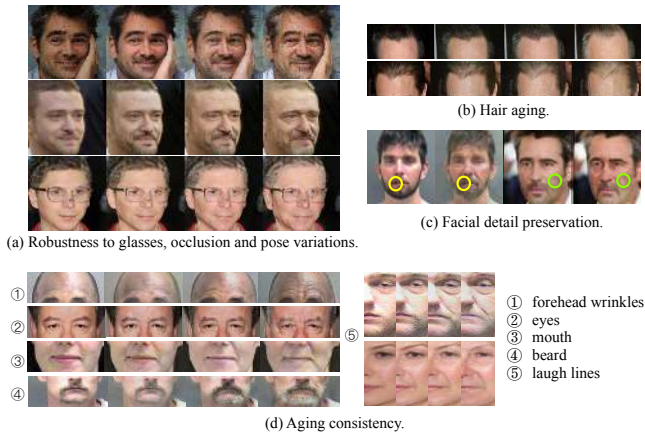 (a) Robustness to glasses, occlusion and pose variations.
(b) Hair aging.
(c) Facial detail preservation.
①
②
③
④
⑤
① forehead wrinkles
② eyes
③ mouth
④ beard
⑤ laugh lines
(d) Aging consistency.